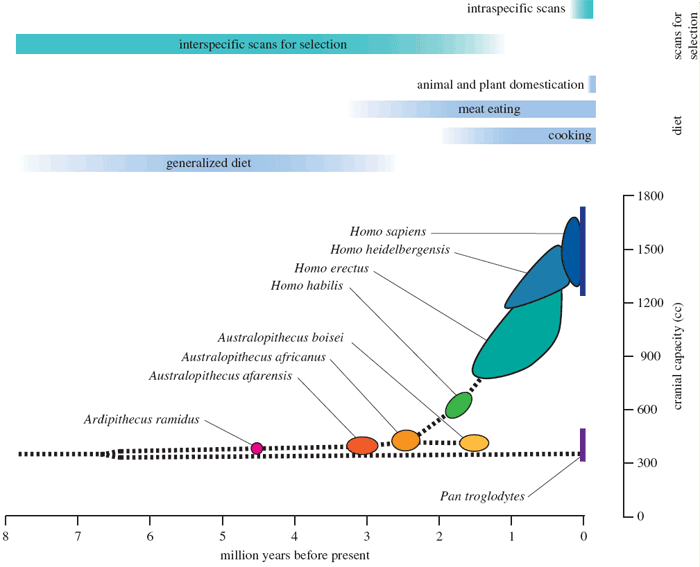 intraspecific scans
interspecific scans for selection
scans for
selection
animal and plant domestication
meat eating
cooking
generalized diet
diet
1800
1500
1200
900
600
300
0
cranial capacity (cc)
Homo sapiens
Homo heidelbergensis
Homo erectus
Homo habilis
Australopithecus boisei
Australopithecus africanus
Australopithecus afarensis
Ardipithecus ramidus
Pan troglodytes
8 7 6 5 4 3 2 1 0
million years before present